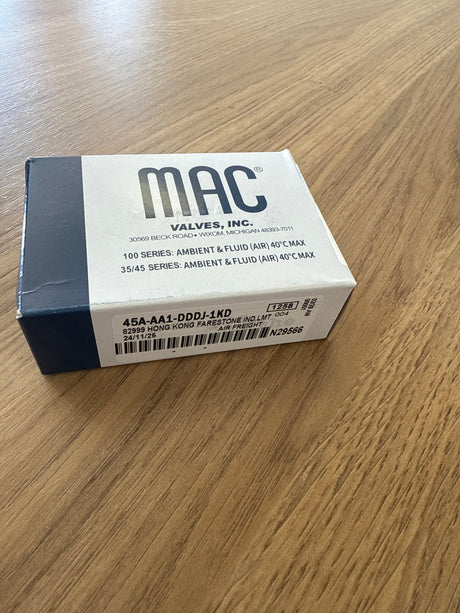 MAC®
VALVES, INC.
30569 BECK ROAD • WIXOM, MICHIGAN 48393-7011
100 SERIES: AMBIENT & FLUID (AIR) 40°C MAX
35/45 SERIES: AMBIENT & FLUID (AIR) 40°C MAX
45A-AA1-DDDJ-1KD
1258
82999 HONG KONG FARESTONE IND.LMT 004
24/11/26 AIR FREIGHT
N29566